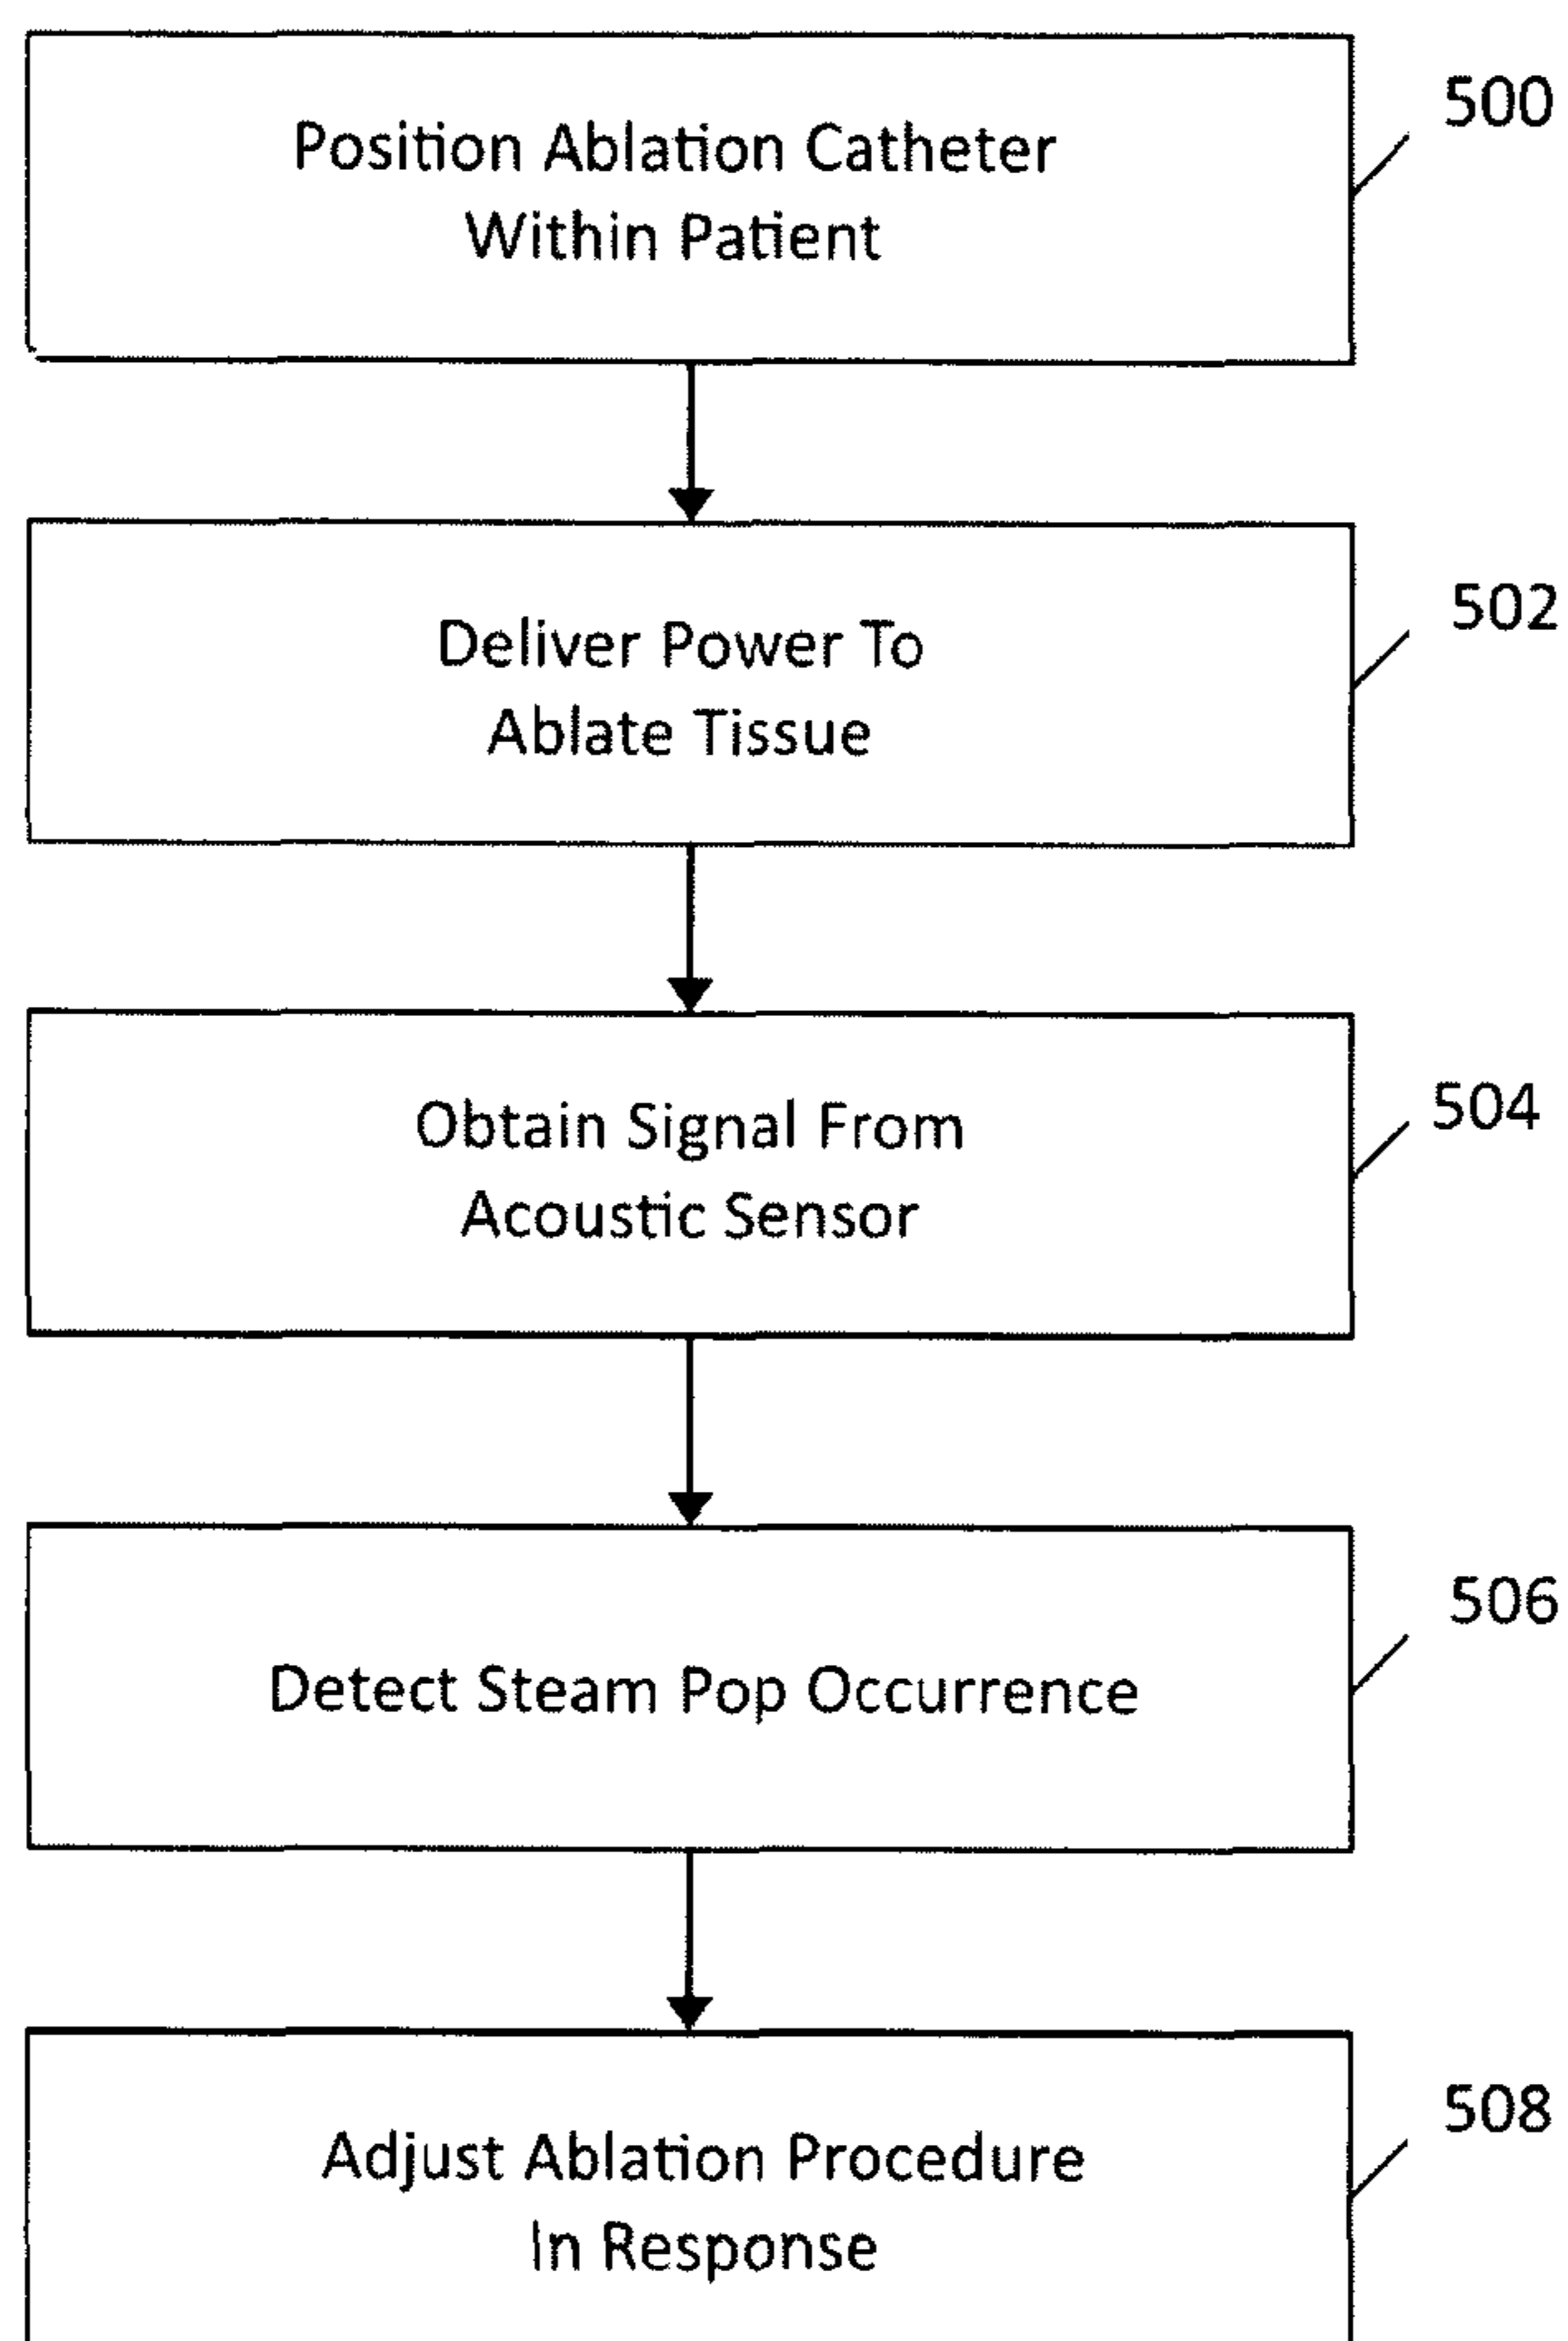 Position Ablation Catheter
Within Patient
500
Deliver Power To
Ablate Tissue
502
Obtain Signal From
Acoustic Sensor
504
Detect Steam Pop Occurrence
506
Adjust Ablation Procedure
In Response
508